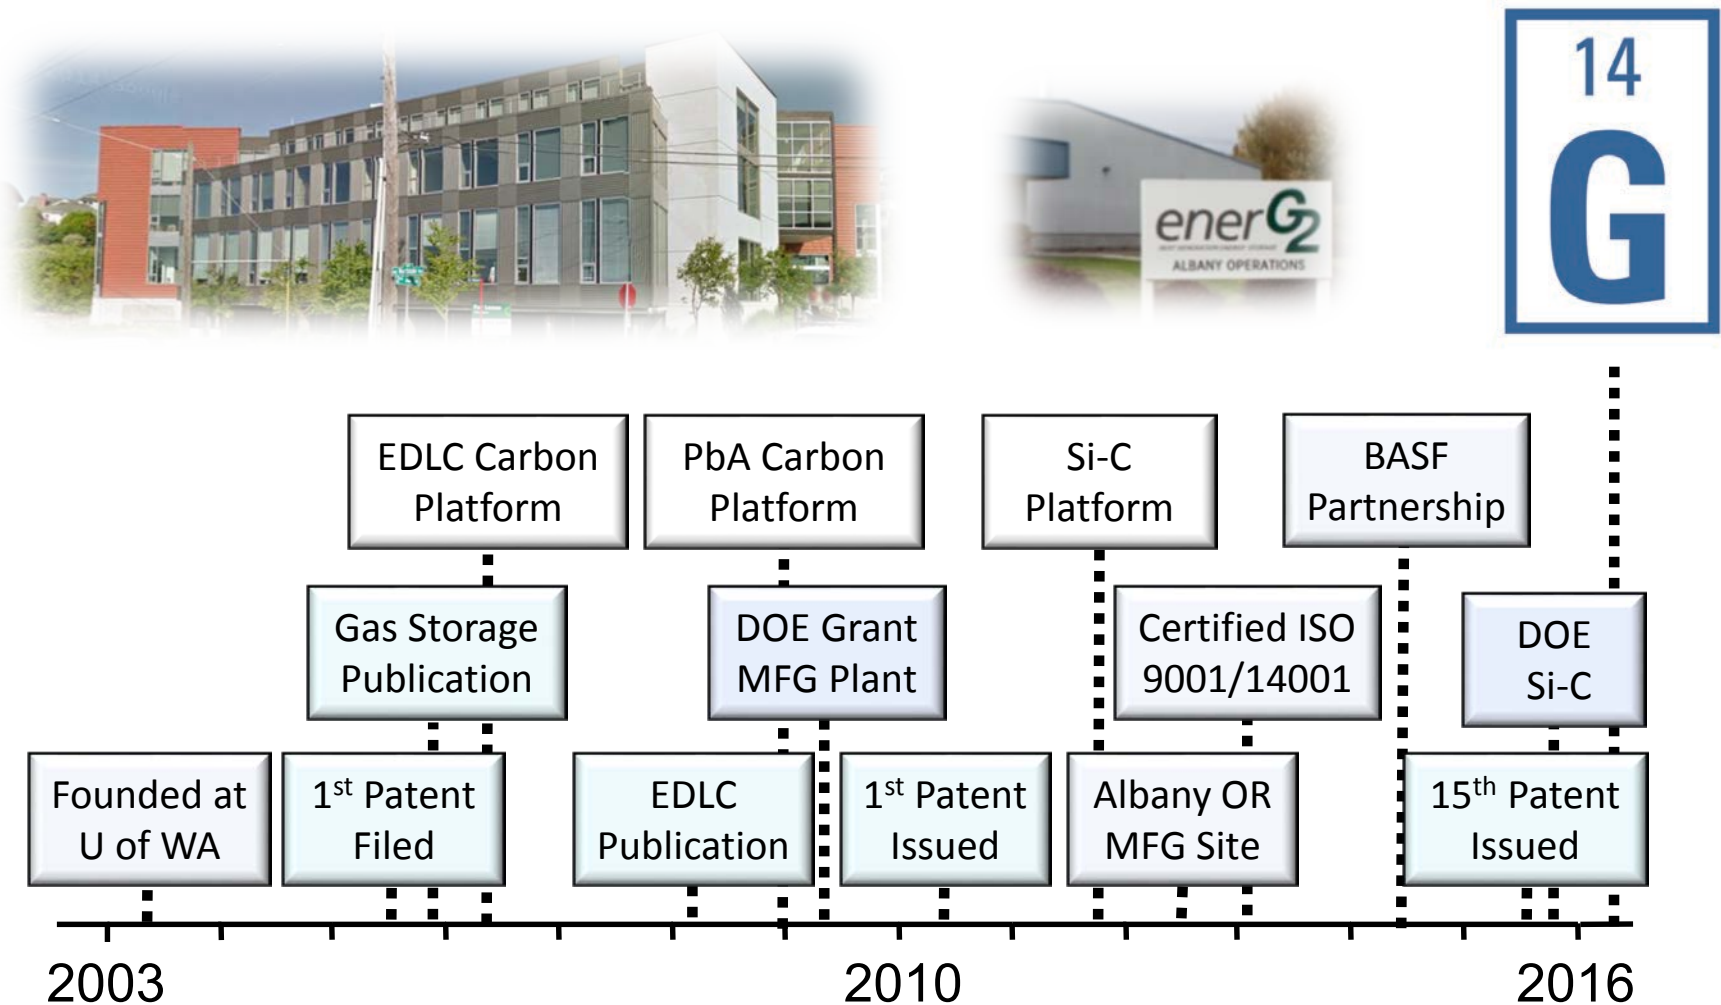 14
G
enerG2
ALBANY OPERATIONS
EDLC Carbon
Platform
PbA Carbon
Platform
Si-C
Platform
BASF
Partnership
Gas Storage
Publication
DOE Grant
MFG Plant
Certified ISO
9001/14001
DOE
Si-C
Founded at
U of WA
1st Patent
Filed
EDLC
Publication
1st Patent
Issued
Albany OR
MFG Site
15th Patent
Issued
2003
2010
2016